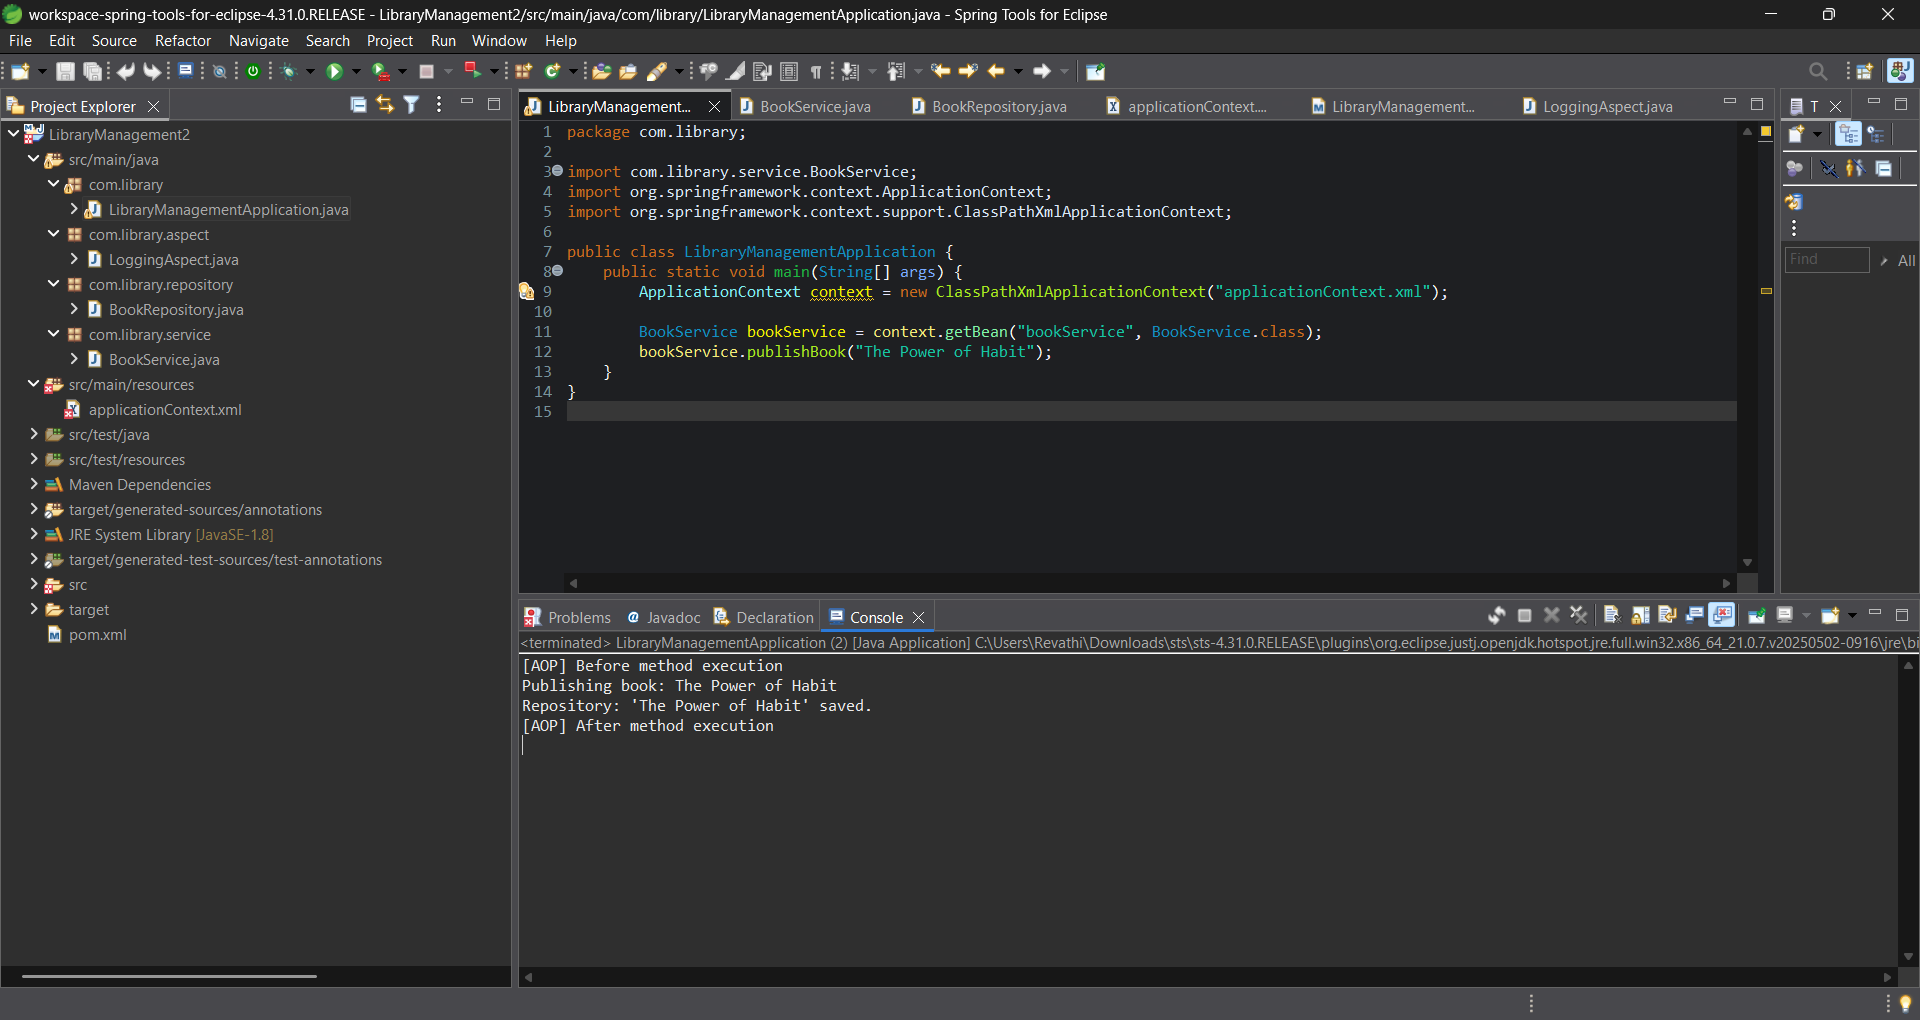 workspace-spring-tools-for-eclipse-4.31.0.RELEASE - LibraryManagement2/src/main/java/com/library/LibraryManagementApplication.java - Spring Tools for Eclipse
File Edit Source Refactor Navigate Search Project Run Window Help
Project Explorer
LibraryManagement2
src/main/java
com.library
LibraryManagementApplication.java
com.library.aspect
LoggingAspect.java
com.library.repository
BookRepository.java
com.library.service
BookService.java
src/main/resources
applicationContext.xml
src/test/java
src/test/resources
Maven Dependencies
target/generated-sources/annotations
JRE System Library [JavaSE-1.8]
target/generated-test-sources/test-annotations
src
target
pom.xml
LibraryManagement... BookService.java BookRepository.java applicationContext.... LibraryManagement... LoggingAspect.java
1 package com.library;
2
3 import com.library.service.BookService;
4 import org.springframework.context.ApplicationContext;
5 import org.springframework.context.support.ClassPathXmlApplicationContext;
6
7 public class LibraryManagementApplication {
8 public static void main(String[] args) {
9 ApplicationContext context = new ClassPathXmlApplicationContext("applicationContext.xml");
10
11 BookService bookService = context.getBean("bookService", BookService.class);
12 bookService.publishBook("The Power of Habit");
13 }
14 }
15
T
Find All
Problems Javadoc Declaration Console
<terminated> LibraryManagementApplication (2) [Java Application] C:\Users\Revathi\Downloads\sts\sts-4.31.0.RELEASE\plugins\org.eclipse.justj.openjdk.hotspot.jre.full.win32.x86_64_21.0.7.v20250502-0916\jre\bi
[AOP] Before method execution
Publishing book: The Power of Habit
Repository: 'The Power of Habit' saved.
[AOP] After method execution